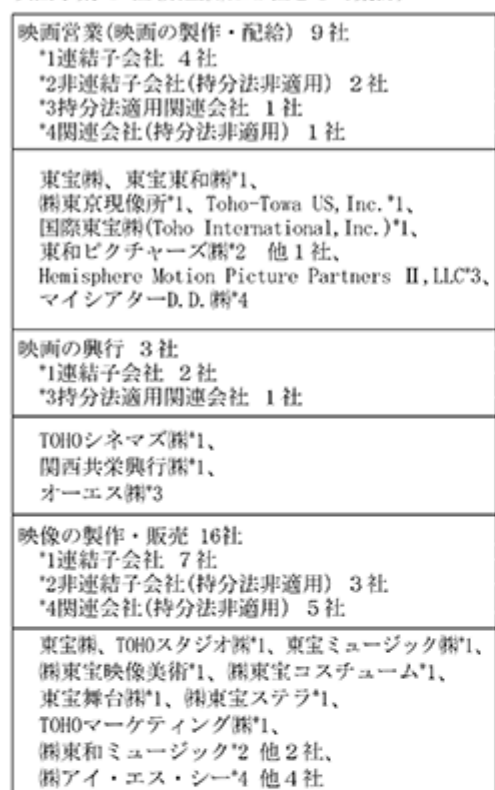 映画営業(映画の製作・配給) 9社
*1連結子会社 4社
*2非連結子会社(持分法非適用) 2社
*3持分法適用関連会社 1社
*4関連会社(持分法非適用) 1社
東宝㈱、東宝東和㈱*1、
㈱東京現像所*1、Toho-Towa US,Inc.*1、
国際東宝㈱(Toho International,Inc.)*1、
東和ピクチャーズ㈱*2 他1社、
Hemisphere Motion Picture Partners Ⅱ,LLC*3、
マイシアターD.D.㈱*4
映画の興行 3社
*1連結子会社 2社
*3持分法適用関連会社 1社
TOHOシネマズ㈱*1、
関西共栄興行㈱*1、
オーエス㈱*3
映像の製作・販売 16社
*1連結子会社 7社
*2非連結子会社(持分法非適用) 3社
*4関連会社(持分法非適用) 5社
東宝㈱、TOHOスタジオ㈱*1、東宝ミュージック㈱*1、
㈱東宝映像美術*1、㈱東宝コスチューム*1、
東宝舞台㈱*1、㈱東宝ステラ*1、
TOHOマーケティング㈱*1、
㈱東和ミュージック*2 他2社、
㈱アイ・エス・シー*4 他4社